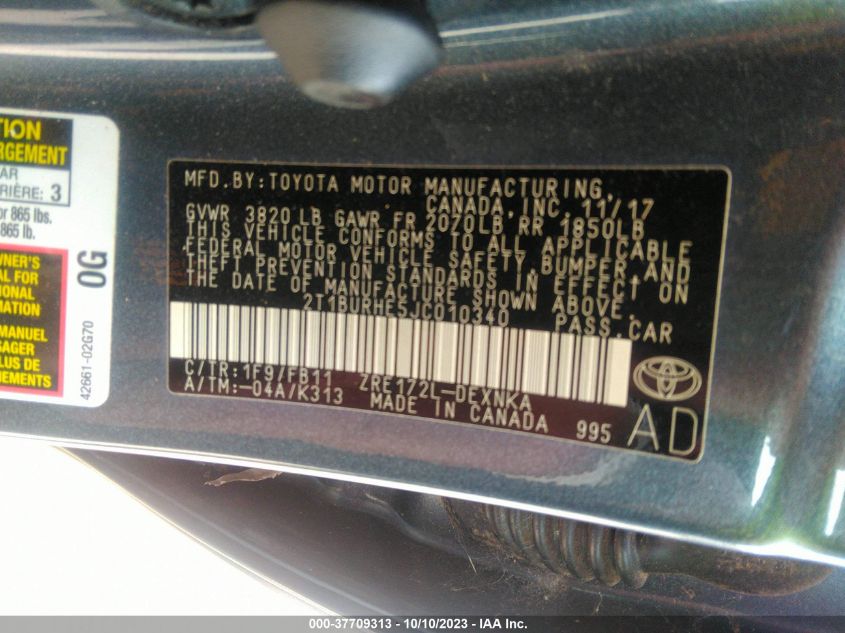 TION
RGEMENT
AR
RIÈRE: 3
or 865 lbs.
865 lb.
WNER'S
AL FOR
IONAL
MATION
MANUEL
SAGER
PLUS
EMENTS
OG
42661-02G70
MFD. BY: TOYOTA MOTOR MANUFACTURING,
CANADA, INC. 11/17
GVWR 3820 LB GAWR FR 2070LB RR 1850LB
THIS VEHICLE CONFORMS TO ALL APPLICABLE
FEDERAL MOTOR VEHICLE SAFETY, BUMPER, AND
THEFT PREVENTION STANDARDS IN EFFECT ON
THE DATE OF MANUFACTURE SHOWN ABOVE.
2T1BURHE5JC010340 PASS. CAR
C/TR: 1F9/FB11 ZRE172L-DEXNKA
A/TM: -04A/K313 MADE IN CANADA 995
AD
000-37709313 - 10/10/2023 - IAA Inc.